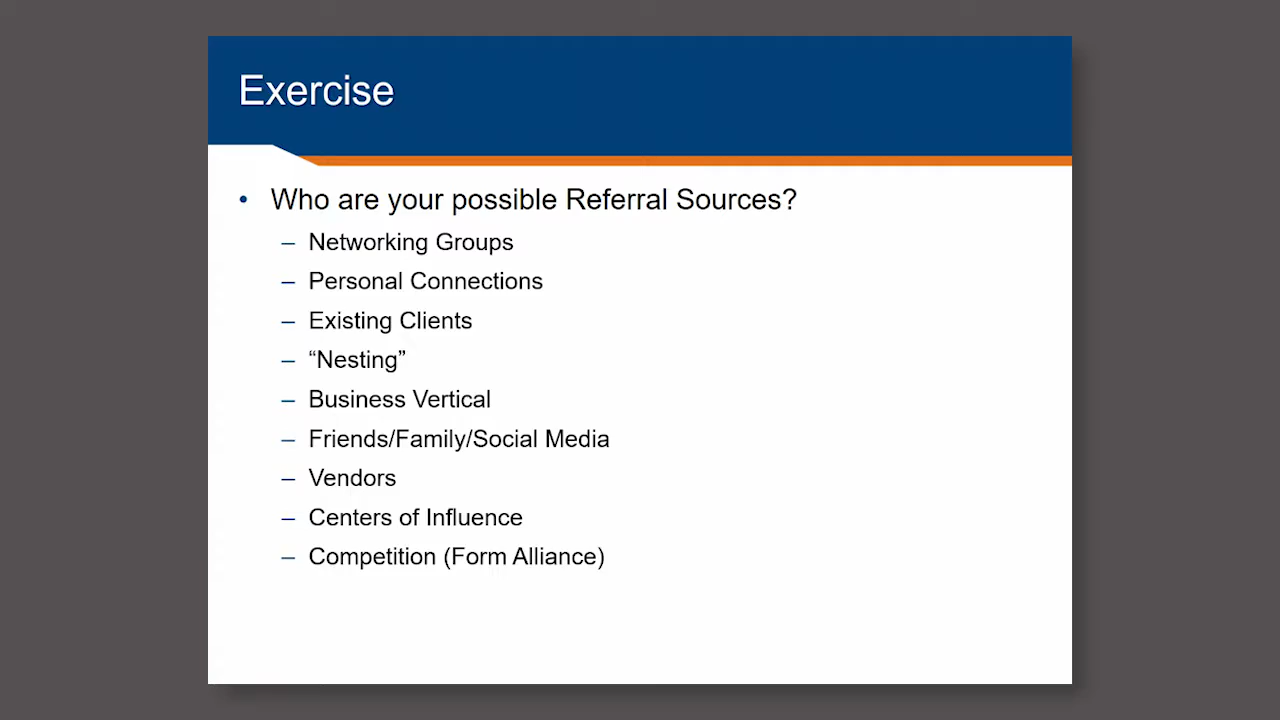 Exercise
• Who are your possible Referral Sources?
– Networking Groups
– Personal Connections
– Existing Clients
– “Nesting”
– Business Vertical
– Friends/Family/Social Media
– Vendors
– Centers of Influence
– Competition (Form Alliance)